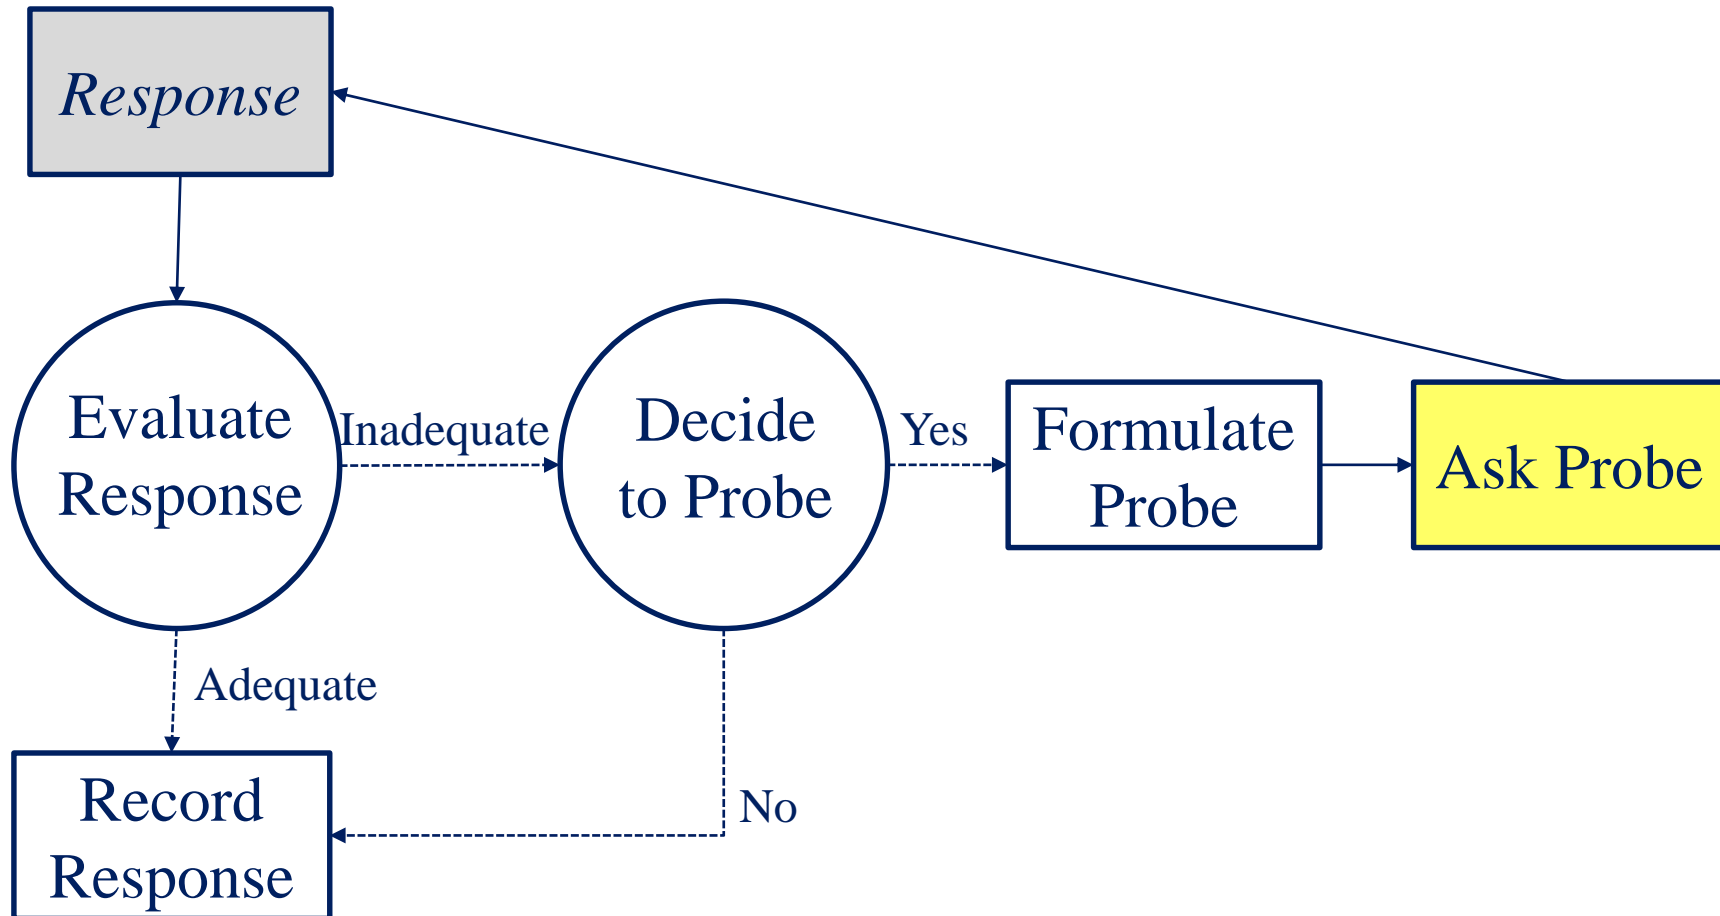 Response
Evaluate
Response
Inadequate
Decide
to Probe
Yes
Formulate
Probe
Ask Probe
Adequate
Record
Response
No